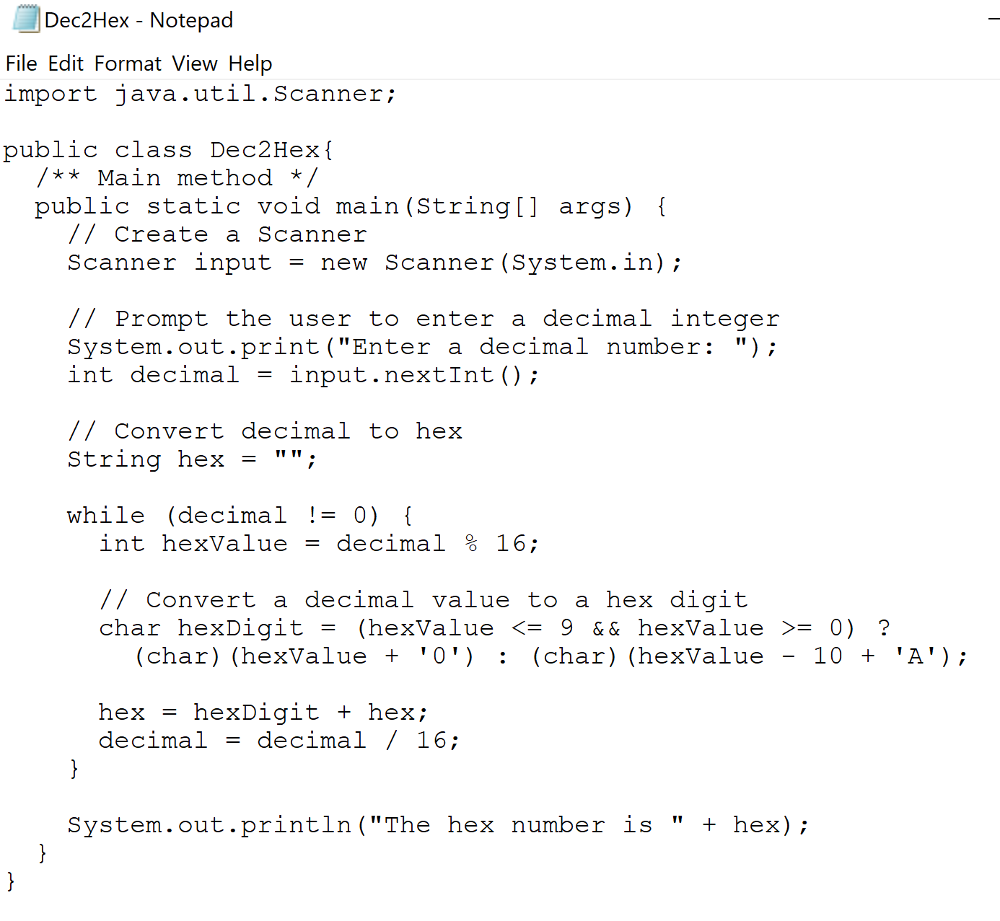 Dec2Hex - Notepad
File Edit Format View Help
import java.util.Scanner;

public class Dec2Hex{
  /** Main method */
  public static void main(String[] args) {
    // Create a Scanner
    Scanner input = new Scanner(System.in);

    // Prompt the user to enter a decimal integer
    System.out.print("Enter a decimal number: ");
    int decimal = input.nextInt();

    // Convert decimal to hex
    String hex = "";

    while (decimal != 0) {
      int hexValue = decimal % 16;

      // Convert a decimal value to a hex digit
      char hexDigit = (hexValue <= 9 && hexValue >= 0) ?
        (char)(hexValue + '0') : (char)(hexValue - 10 + 'A');

      hex = hexDigit + hex;
      decimal = decimal / 16;
    }

    System.out.println("The hex number is " + hex);
  }
}